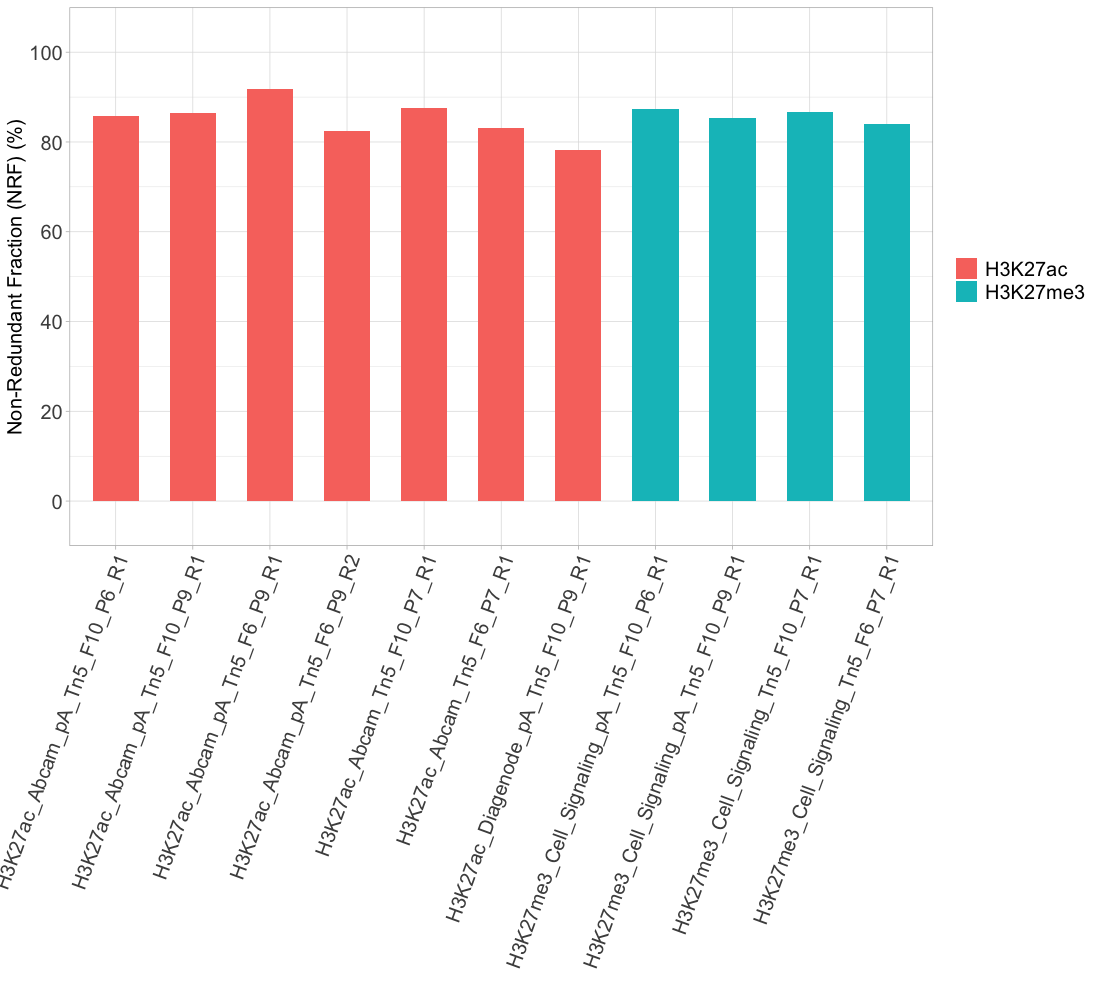 Non-Redundant Fraction (NRF) (%)
100
80
60
40
20
0
H3K27ac_Abcam_pA_Tn5_F10_P6_R1
H3K27ac_Abcam_pA_Tn5_F10_P9_R1
H3K27ac_Abcam_pA_Tn5_F6_P9_R1
H3K27ac_Abcam_pA_Tn5_F6_P9_R2
H3K27ac_Abcam_Tn5_F10_P7_R1
H3K27ac_Abcam_Tn5_F6_P7_R1
H3K27ac_Diagenode_pA_Tn5_F10_P9_R1
H3K27me3_Cell_Signaling_pA_Tn5_F10_P6_R1
H3K27me3_Cell_Signaling_pA_Tn5_F10_P9_R1
H3K27me3_Cell_Signaling_Tn5_F10_P7_R1
H3K27me3_Cell_Signaling_Tn5_F6_P7_R1
H3K27ac
H3K27me3